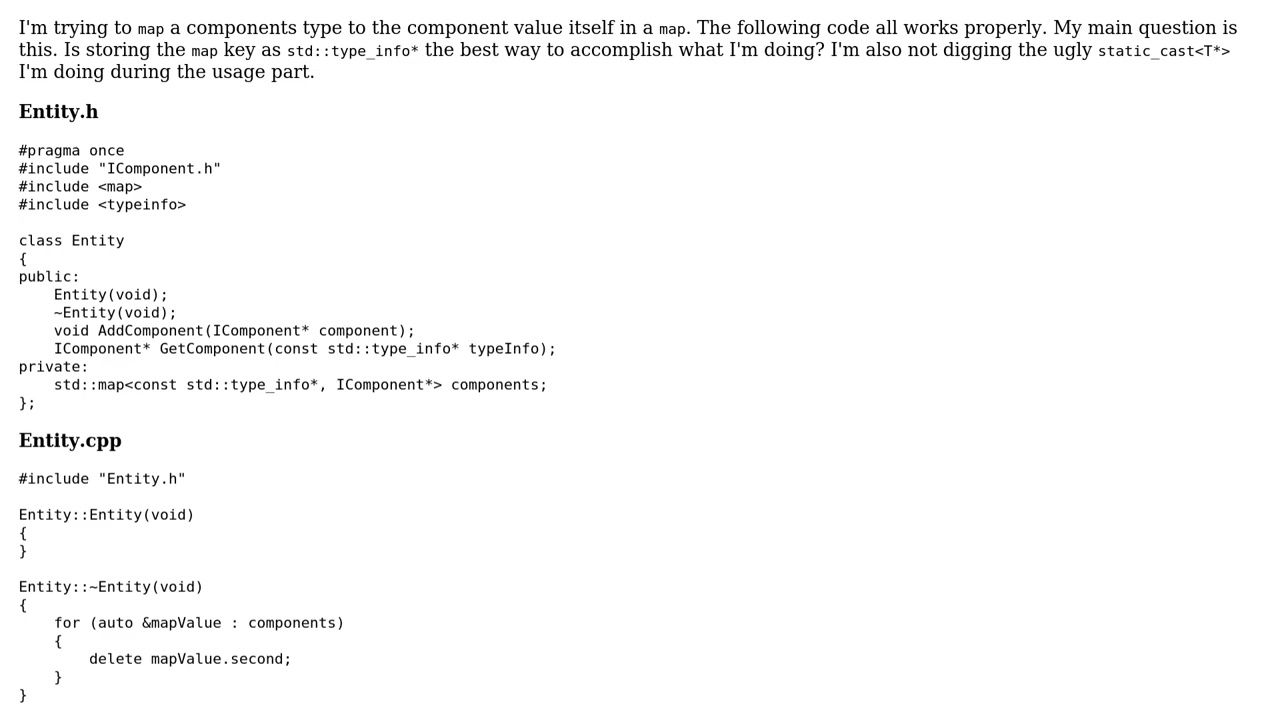 I'm trying to map a components type to the component value itself in a map. The following code all works properly. My main question is
this. Is storing the map key as std::type_info* the best way to accomplish what I'm doing? I'm also not digging the ugly static_cast<T*>
I'm doing during the usage part.
Entity.h
#pragma once
#include "IComponent.h"
#include <map>
#include <typeinfo>
class Entity
{
public:
    Entity(void);
    ~Entity(void);
    void AddComponent(IComponent* component);
    IComponent* GetComponent(const std::type_info* typeInfo);
private:
    std::map<const std::type_info*, IComponent*> components;
};
Entity.cpp
#include "Entity.h"
Entity::Entity(void)
{
}
Entity::~Entity(void)
{
    for (auto &mapValue : components)
    {
        delete mapValue.second;
    }
}